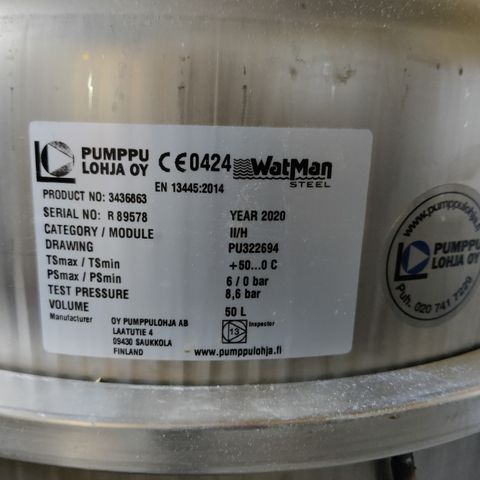 PUMPPU
LOHJA OY
CE0424
WatMan
STEEL
EN 13445:2014
PRODUCT NO: 3436863
SERIAL NO: R 89578 YEAR 2020
CATEGORY / MODULE II/H
DRAWING PU322694
TSmax / TSmin +50...0 C
PSmax / PSmin 6 / 0 bar
TEST PRESSURE 8,6 bar
VOLUME 50 L
Manufacturer OY PUMPPULOHJA AB
LAATUTIE 4
09430 SAUKKOLA
FINLAND
13 Inspector
www.pumppulohja.fi
www.pumppulohja.fi
PUMPPU
LOHJA OY
Puh. 020 741 7220